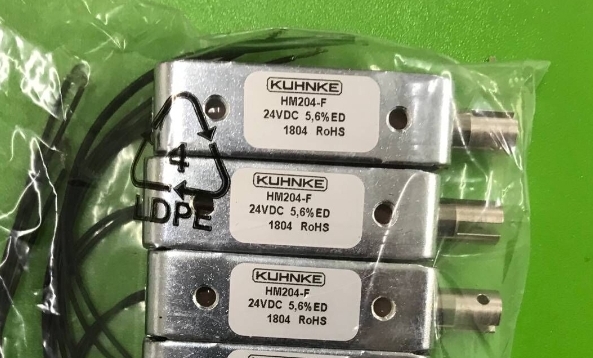 KUHNKE
HM204-F
24VDC 5,6%ED
1804 RoHS
4
LDPE
KUHNKE
HM204-F
24VDC 5,6%ED
1804 RoHS
KUHNKE
HM204-F
24VDC 5,6%ED
1804 RoHS